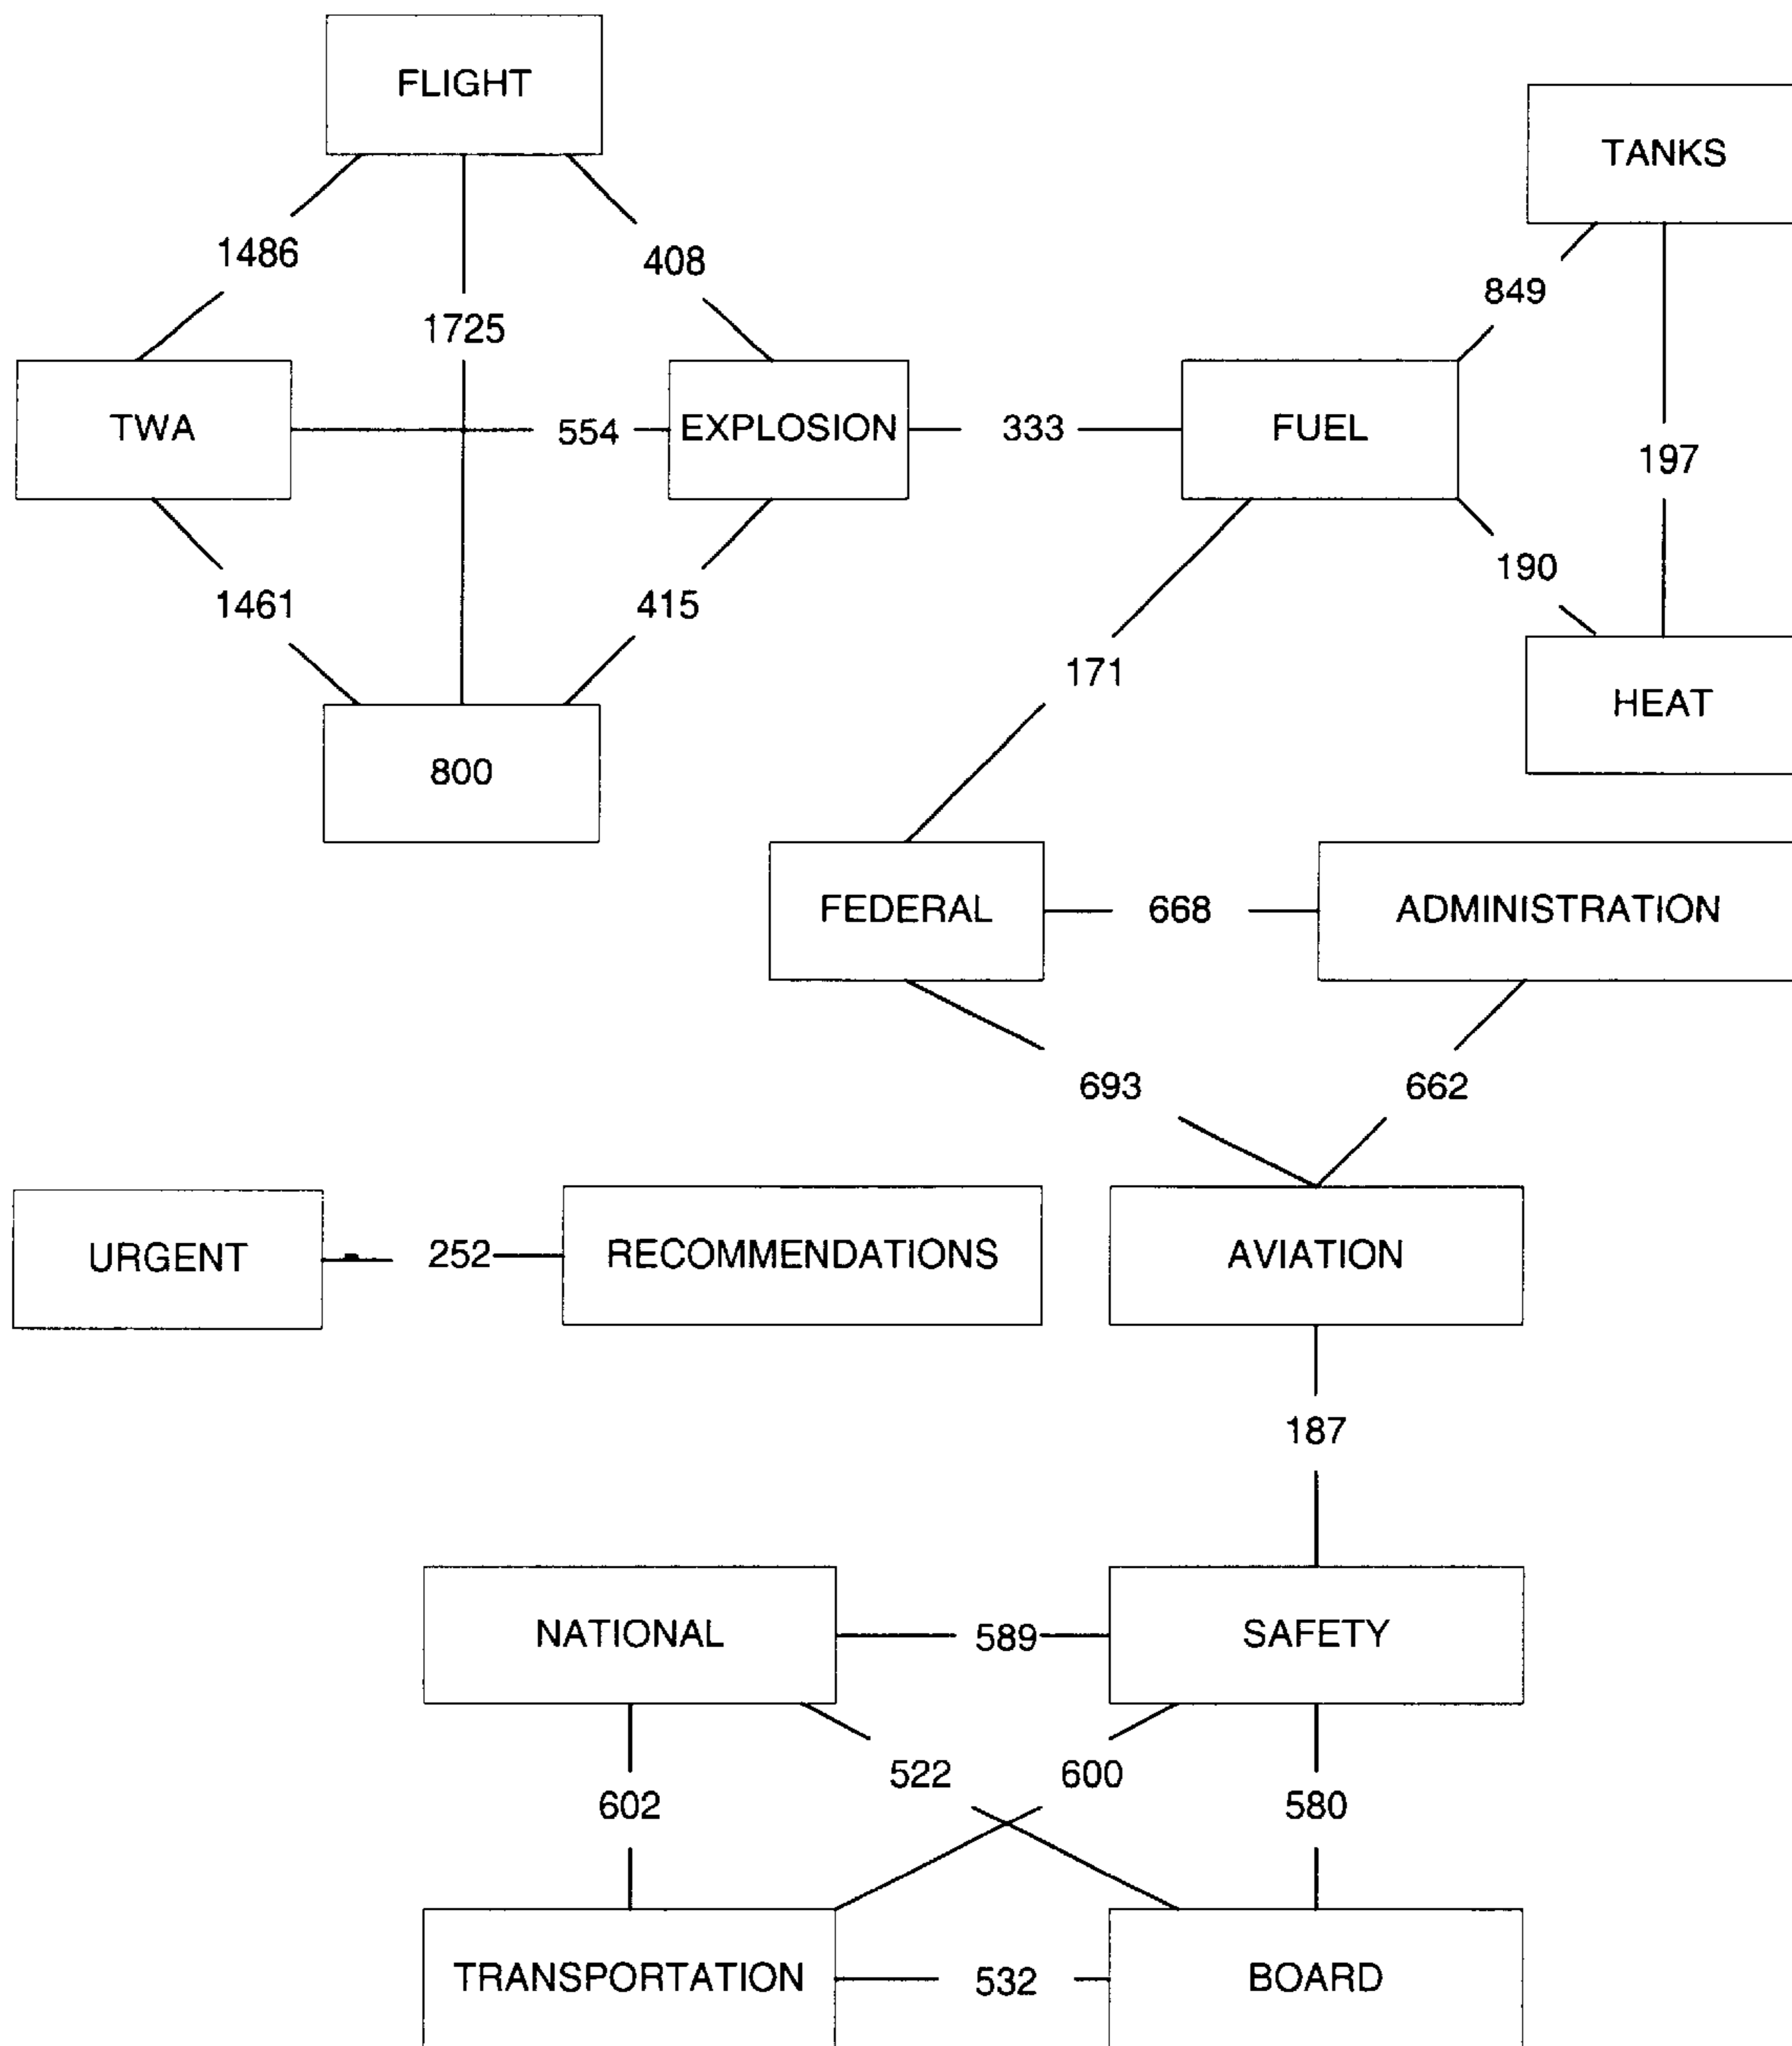 FLIGHT
TANKS
1486
408
849
1725
TWA
554
EXPLOSION
333
FUEL
197
190
1461
415
171
HEAT
800
FEDERAL
668
ADMINISTRATION
693
662
URGENT
252
RECOMMENDATIONS
AVIATION
187
NATIONAL
589
SAFETY
522
600
602
580
TRANSPORTATION
532
BOARD